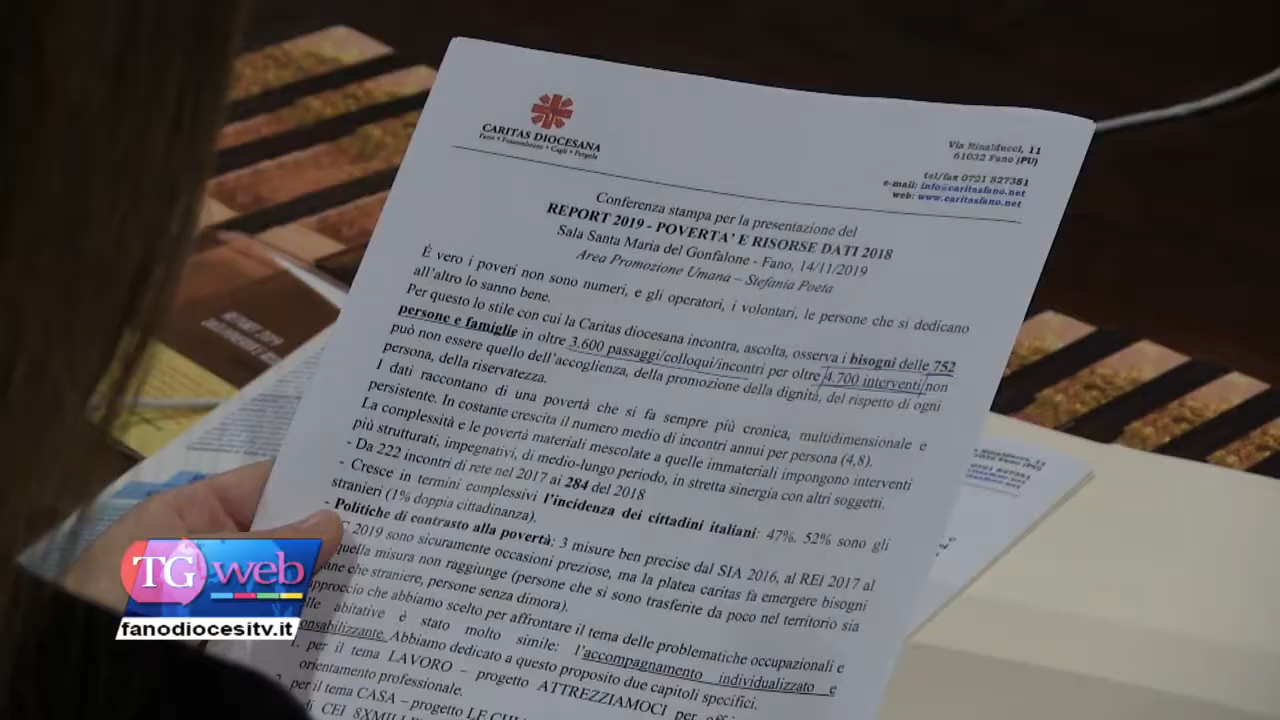 CARITAS DIOCESANA
Fano • Fossombrone • Cagli • Pergola
Via Rinalducci, 11
61032 Fano (PU)
tel/fax 0721 827351
e-mail: info@caritasfano.net
web: www.caritasfano.net
Conferenza stampa per la presentazione del
REPORT 2019 - POVERTA' E RISORSE DATI 2018
Sala Santa Maria del Gonfalone - Fano, 14/11/2019
Area Promozione Umana – Stefania Poeta
È vero i poveri non sono numeri, e gli operatori, i volontari, le persone che si dedicano
all'altro lo sanno bene.
Per questo lo stile con cui la Caritas diocesana incontra, ascolta, osserva i bisogni delle 752
persone e famiglie in oltre 3.600 passaggi/colloqui/incontri per oltre 4.700 interventi non
può non essere quello dell'accoglienza, della promozione della dignità, del rispetto di ogni
persona, della riservatezza.
I dati raccontano di una povertà che si fa sempre più cronica, multidimensionale e
persistente. In costante crescita il numero medio di incontri annui per persona (4,8).
La complessità e le povertà materiali mescolate a quelle immateriali impongono interventi
più strutturati, impegnativi, di medio-lungo periodo, in stretta sinergia con altri soggetti.
- Da 222 incontri di rete nel 2017 ai 284 del 2018
- Cresce in termini complessivi l'incidenza dei cittadini italiani: 47%. 52% sono gli
stranieri (1% doppia cittadinanza).
- Politiche di contrasto alla povertà: 3 misure ben precise dal SIA 2016, al REI 2017 al
C 2019 sono sicuramente occasioni preziose, ma la platea caritas fa emergere bisogni
quella misura non raggiunge (persone che si sono trasferite da poco nel territorio sia
ane che straniere, persone senza dimora).
approccio che abbiamo scelto per affrontare il tema delle problematiche occupazionali e
lle abitative è stato molto simile: l'accompagnamento individualizzato e
onsabilizzante. Abbiamo dedicato a questo proposito due capitoli specifici.
1. per il tema LAVORO – progetto ATTREZZIAMOCI per
orientamento professionale.
2. per il tema CASA – progetto LE
di CEI 8XMILLE
REPORT 2019
TG web
fanodiocesitv.it